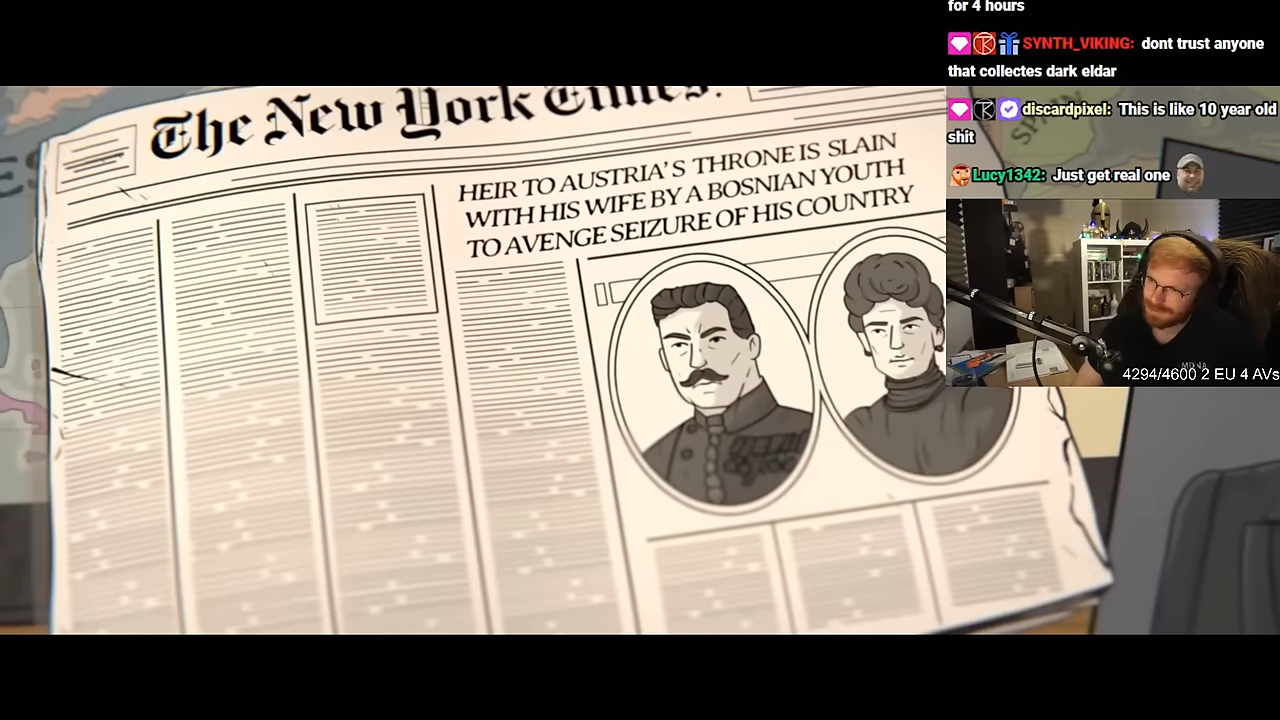 for 4 hours
SYNTH_VIKING: dont trust anyone
that collectes dark eldar
discardpixel: This is like 10 year old
shit
Lucy1342: Just get real one
The New York Times.
HEIR TO AUSTRIA'S THRONE IS SLAIN
WITH HIS WIFE BY A BOSNIAN YOUTH
TO AVENGE SEIZURE OF HIS COUNTRY
4294/4600 2 EU 4 AVs